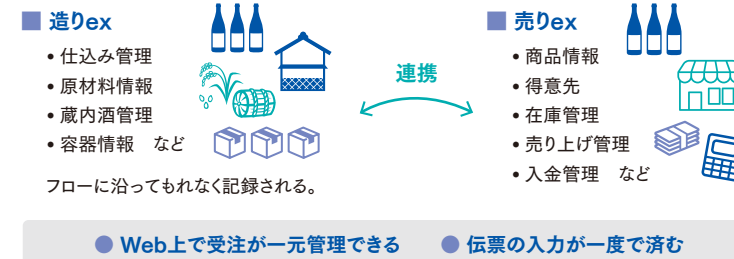 ■ 造りex
• 仕込み管理
• 原材料情報
• 蔵内酒管理
• 容器情報　など
フローに沿ってもれなく記録される。
連携
■ 売りex
• 商品情報
• 得意先
• 在庫管理
• 売り上げ管理
• 入金管理　など
● Web上で受注が一元管理できる　● 伝票の入力が一度で済む